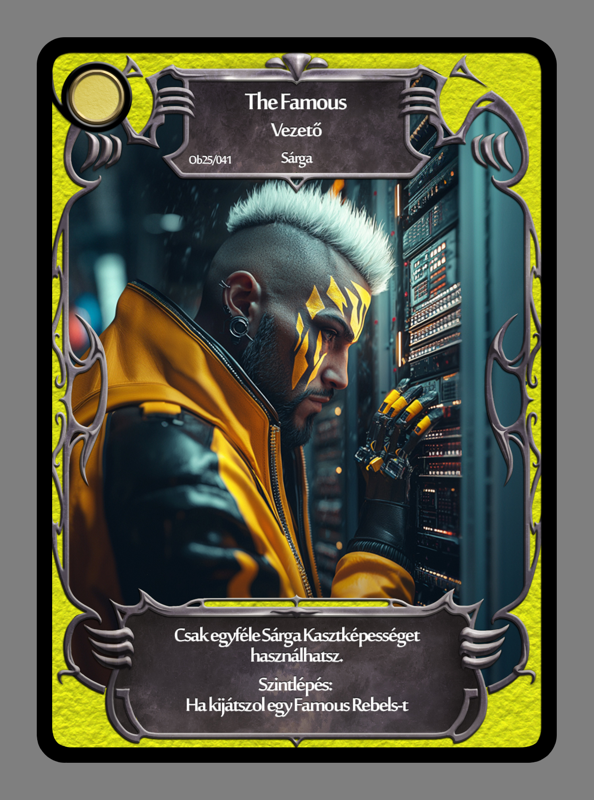 The Famous
Vezető
Ob25/041 Sárga
Csak egyféle Sárga Kasztképességet
használhatsz.
Szintlépés:
Ha kijátszol egy Famous Rebels-t